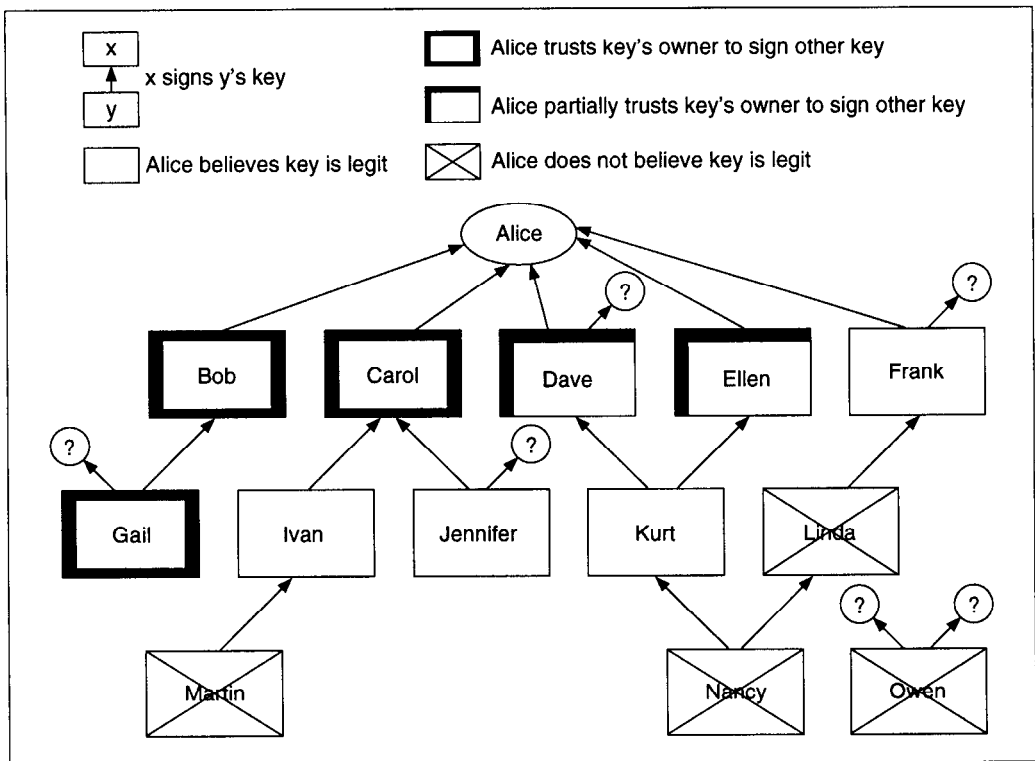 x
x signs y's key
y
Alice believes key is legit
Alice trusts key's owner to sign other key
Alice partially trusts key's owner to sign other key
Alice does not believe key is legit
Alice
?
?
Bob
Carol
Dave
Ellen
Frank
?
?
Gail
Ivan
Jennifer
Kurt
Linda
?
?
Martin
Nancy
Owen